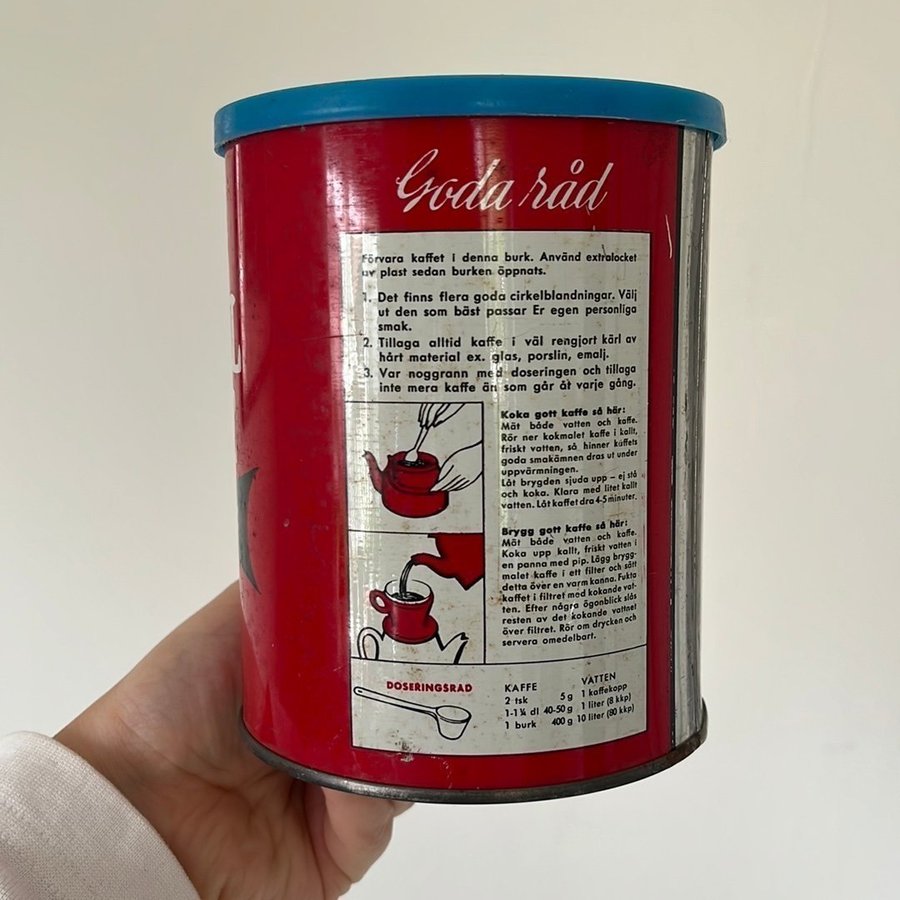 Goda råd
Förvara kaffet i denna burk. Använd extralocket
av plast sedan burken öppnats.
1. Det finns flera goda cirkelblandningar. Välj
ut den som bäst passar Er egen personliga
smak.
2. Tillaga alltid kaffe i väl rengjort kärl av
hårt material ex. glas, porslin, emalj.
3. Var noggrann med doseringen och tillaga
inte mera kaffe än som går åt varje gång.
Koka gott kaffe så här:
Mät både vatten och kaffe.
Rör ner kokmalet kaffe i kallt,
friskt vatten, så hinner kaffets
goda smakämnen dras ut under
uppvärmningen.
Låt brygden sjuda upp – ej stå
och koka. Klara med litet kallt
vatten. Låt kaffet dra 4-5 minuter.
Brygg gott kaffe så här:
Mät både vatten och kaffe.
Koka upp kallt, friskt vatten i
en panna med pip. Lägg brygg-
malet kaffe i ett filter och sätt
detta över en varm kanna. Fukta
kaffet i filtret med kokande vat-
ten. Efter några ögonblick slås
resten av det kokande vattnet
över filtret. Rör om drycken och
servera omedelbart.
DOSERINGSRAD
KAFFE VATTEN
2 tsk 5 g 1 kaffekopp
1-1¼ dl 40-50 g 1 liter (8 kkp)
1 burk 400 g 10 liter (80 kkp)